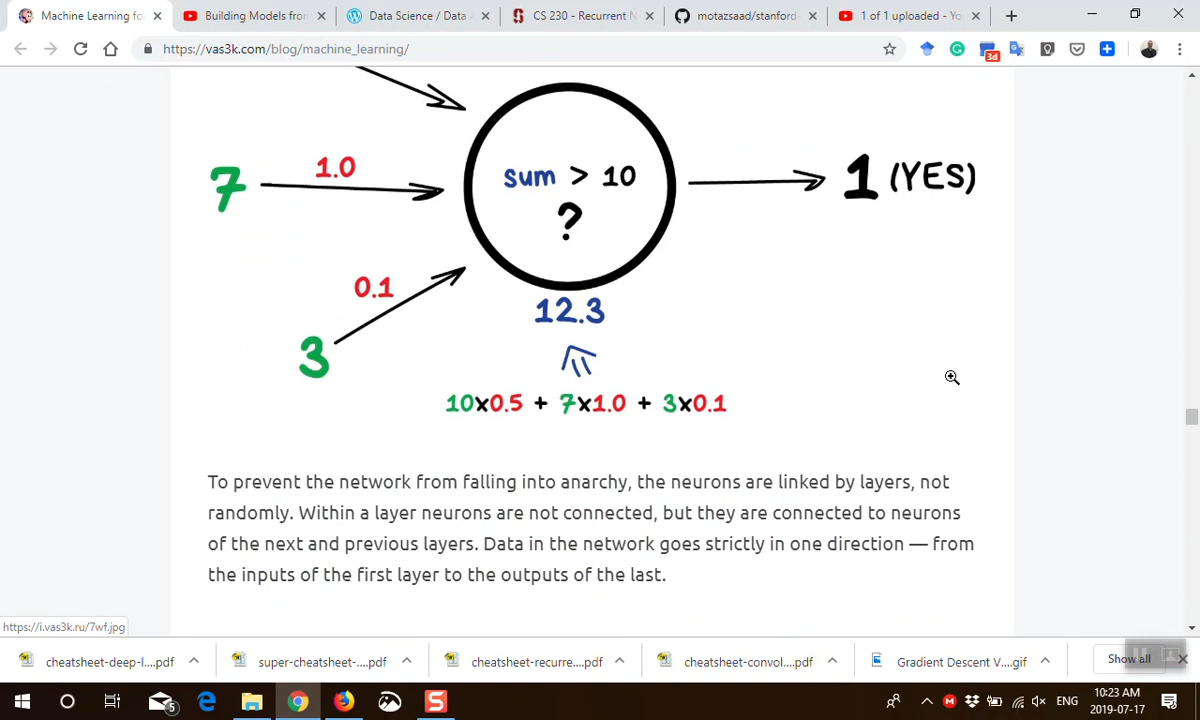 Machine Learning fo
Building Models fron
Data Science / Data
CS 230 - Recurrent N
motazsaad/stanford-
1 of 1 uploaded - Yo
https://vas3k.com/blog/machine_learning/
3d
7
1.0
sum > 10
?
1 (YES)
0.1
3
12.3
10x0.5 + 7x1.0 + 3x0.1
To prevent the network from falling into anarchy, the neurons are linked by layers, not
randomly. Within a layer neurons are not connected, but they are connected to neurons
of the next and previous layers. Data in the network goes strictly in one direction — from
the inputs of the first layer to the outputs of the last.
https://i.vas3k.ru/7wf.jpg
cheatsheet-deep-l....pdf
super-cheatsheet-....pdf
cheatsheet-recurre....pdf
cheatsheet-convol....pdf
Gradient Descent V....gif
Show all
5
ENG
10:23 AM
2019-07-17